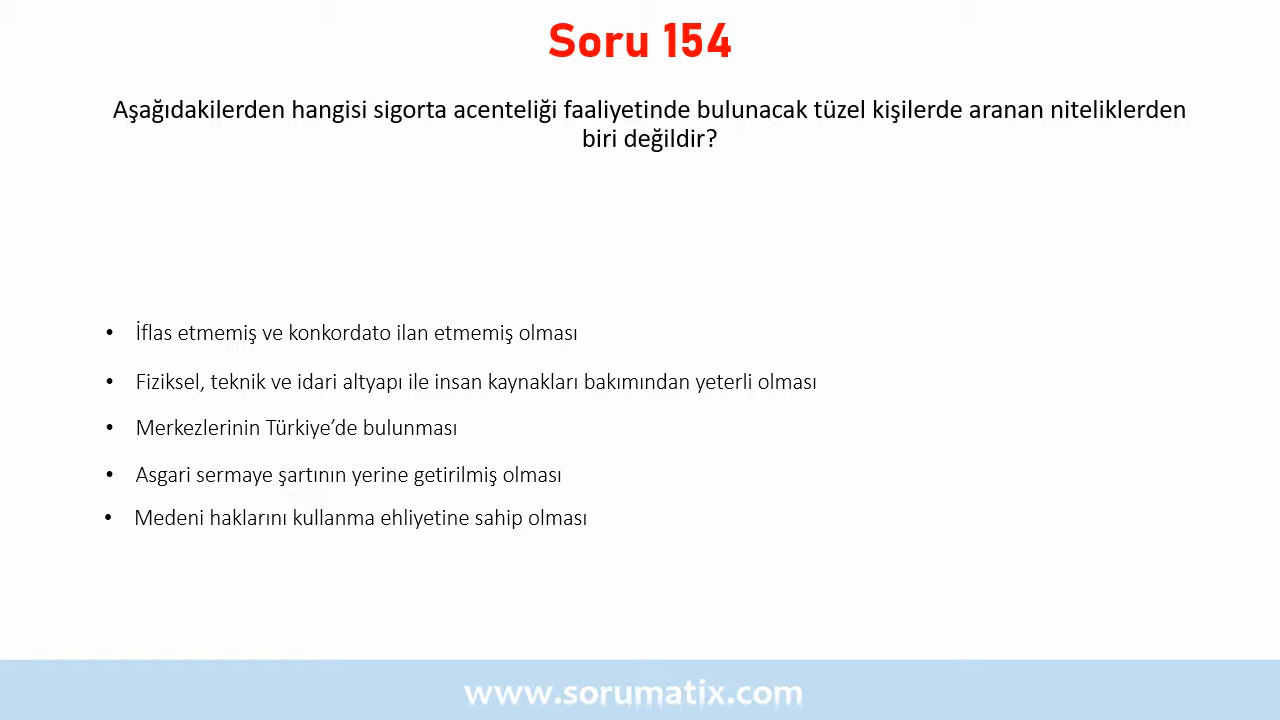 Soru 154
Aşağıdakilerden hangisi sigorta acenteliği faaliyetinde bulunacak tüzel kişilerde aranan niteliklerden
biri değildir?
• İflas etmemiş ve konkordato ilan etmemiş olması
• Fiziksel, teknik ve idari altyapı ile insan kaynakları bakımından yeterli olması
• Merkezlerinin Türkiye’de bulunması
• Asgari sermaye şartının yerine getirilmiş olması
• Medeni haklarını kullanma ehliyetine sahip olması
www.sorumatix.com